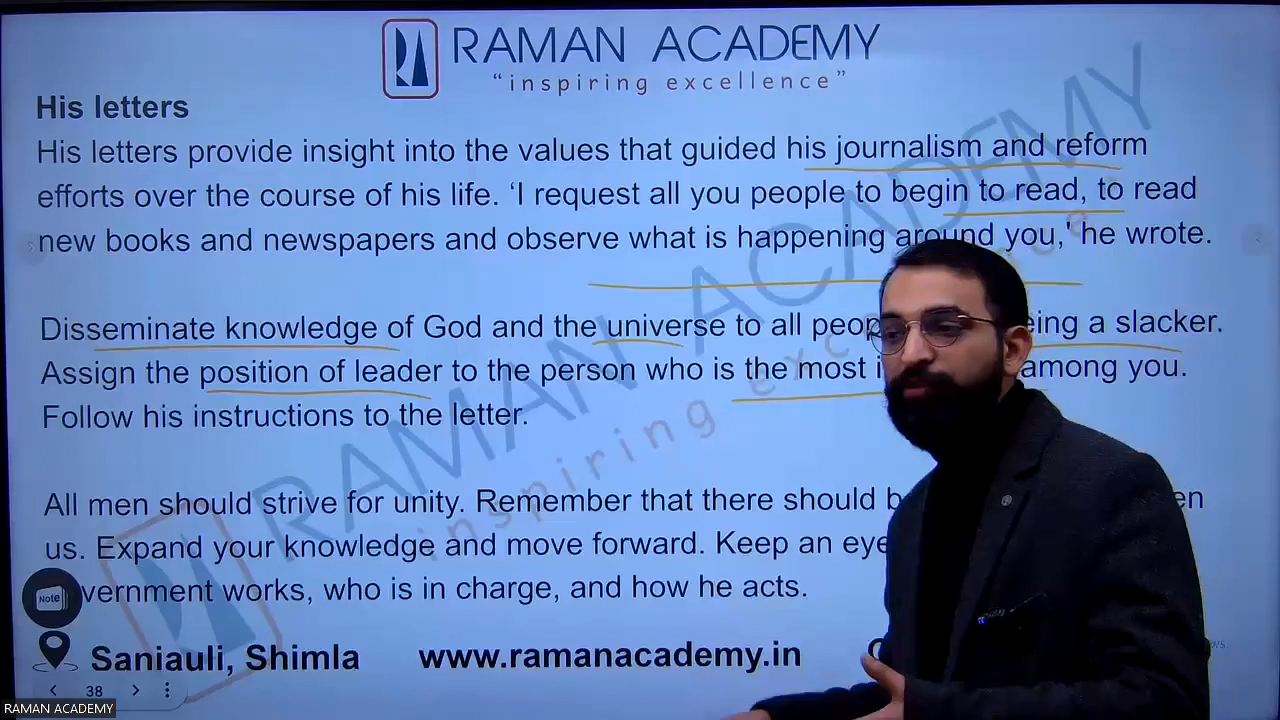 RAMAN ACADEMY
“inspiring excellence”
His letters
His letters provide insight into the values that guided his journalism and reform
efforts over the course of his life. ‘I request all you people to begin to read, to read
new books and newspapers and observe what is happening around you,' he wrote.
Disseminate knowledge of God and the universe to all a slacker.
Assign the position of leader to the person who is the most among you.
Follow his instructions to the letter.
All men should strive for unity. Remember that there should
us. Expand your knowledge and move forward. Keep an eye
works, who is in charge, and how he acts.
Note
Saniauli, Shimla www.ramanacademy.in
38
RAMAN ACADEMY
RAMAN ACADEMY
inspiring